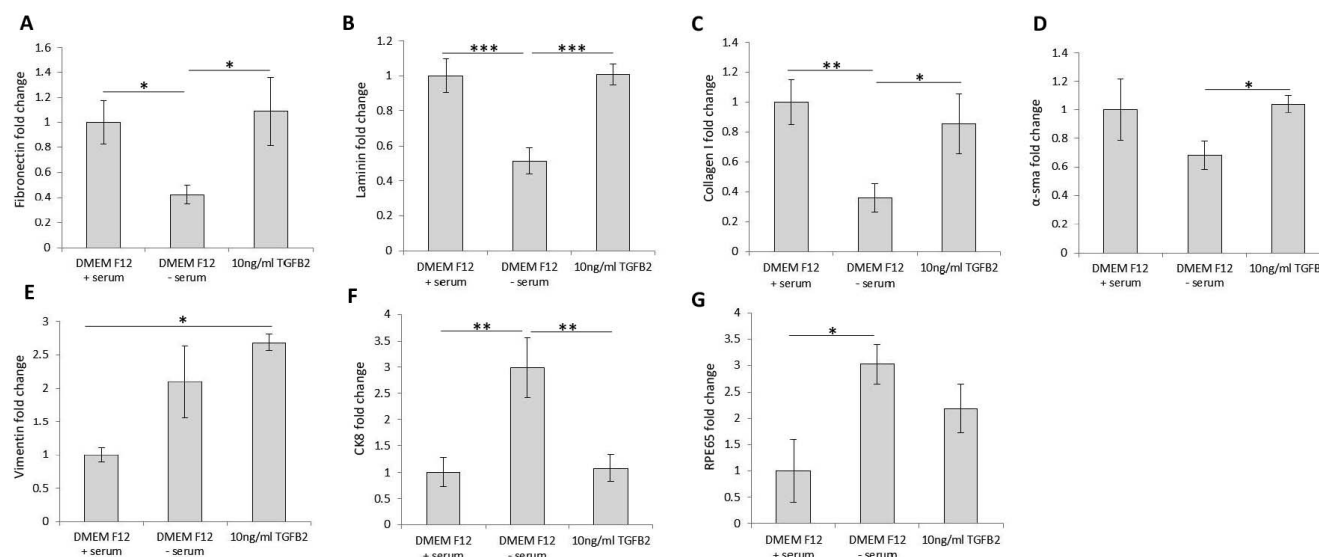 A
Fibronectin fold change
1.6
1.4
1.2
1
0.8
0.6
0.4
0.2
0
*
*
DMEM F12
+ serum
DMEM F12
- serum
10ng/ml TGFB2
B
Laminin fold change
1.4
1.2
1
0.8
0.6
0.4
0.2
0
***
***
DMEM F12
+ serum
DMEM F12
- serum
10ng/ml TGFB2
C
Collagen I fold change
1.4
1.2
1
0.8
0.6
0.4
0.2
0
**
*
DMEM F12
+ serum
DMEM F12
- serum
10ng/ml TGFB2
D
α-sma fold change
1.4
1.2
1
0.8
0.6
0.4
0.2
0
*
DMEM F12
+ serum
DMEM F12
- serum
10ng/ml TGFB2
E
Vimentin fold change
3
2.5
2
1.5
1
0.5
0
*
DMEM F12
+ serum
DMEM F12
- serum
10ng/ml TGFB2
F
CK8 fold change
4
3.5
3
2.5
2
1.5
1
0.5
0
**
**
DMEM F12
+ serum
DMEM F12
- serum
10ng/ml TGFB2
G
RPE65 fold change
4
3.5
3
2.5
2
1.5
1
0.5
0
*
DMEM F12
+ serum
DMEM F12
- serum
10ng/ml TGFB2